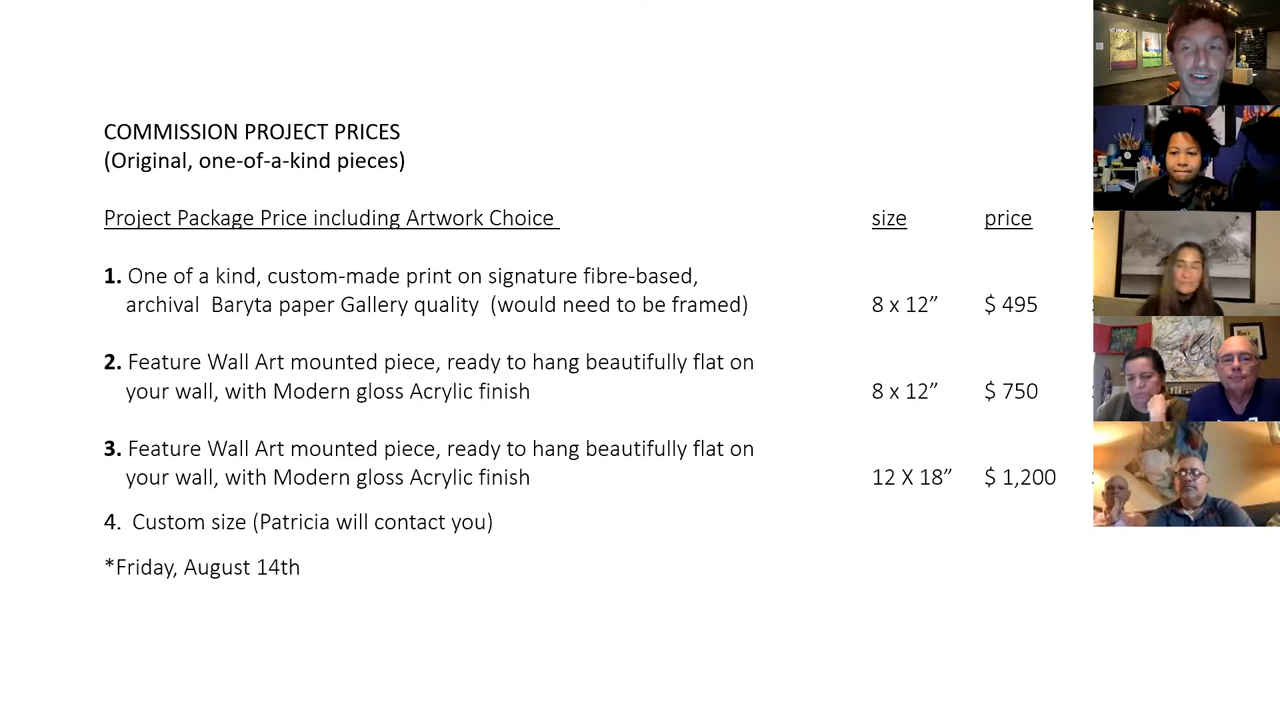 COMMISSION PROJECT PRICES
(Original, one-of-a-kind pieces)
Project Package Price including Artwork Choice size price
1. One of a kind, custom-made print on signature fibre-based,
archival Baryta paper Gallery quality (would need to be framed) 8 x 12” $ 495
2. Feature Wall Art mounted piece, ready to hang beautifully flat on
your wall, with Modern gloss Acrylic finish 8 x 12” $ 750
3. Feature Wall Art mounted piece, ready to hang beautifully flat on
your wall, with Modern gloss Acrylic finish 12 X 18” $ 1,200
4. Custom size (Patricia will contact you)
*Friday, August 14th